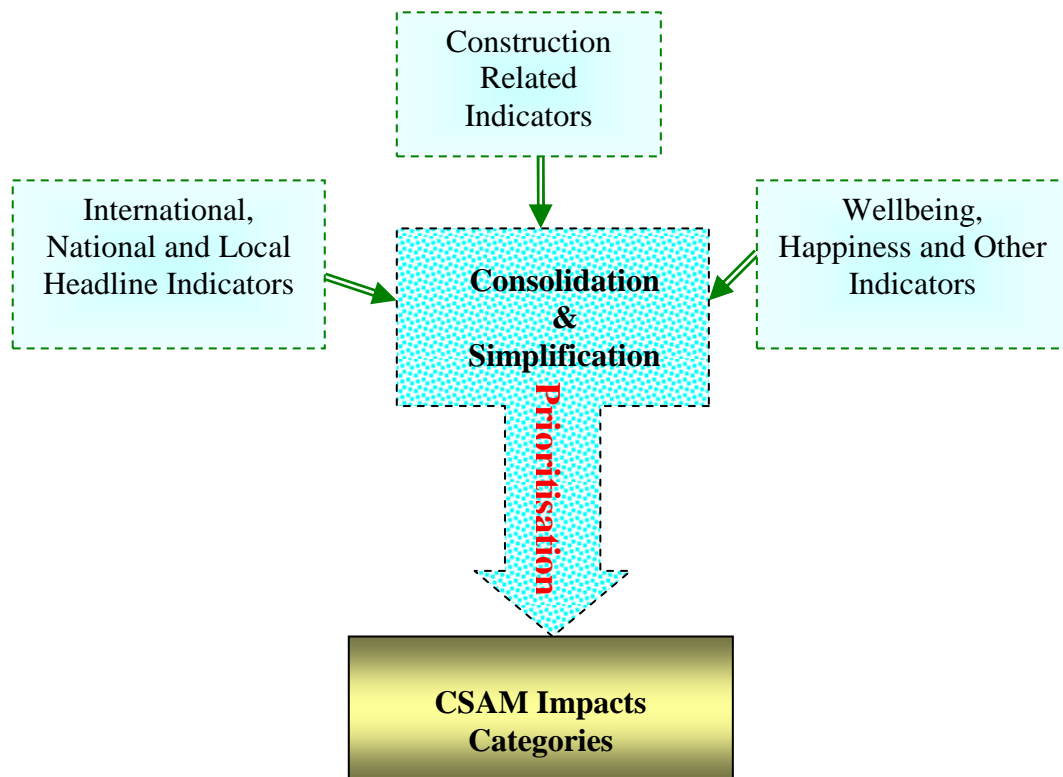 Construction
Related
Indicators
International,
National and Local
Headline Indicators
Wellbeing,
Happiness and Other
Indicators
Consolidation
&
Simplification
Prioritisation
CSAM Impacts
Categories